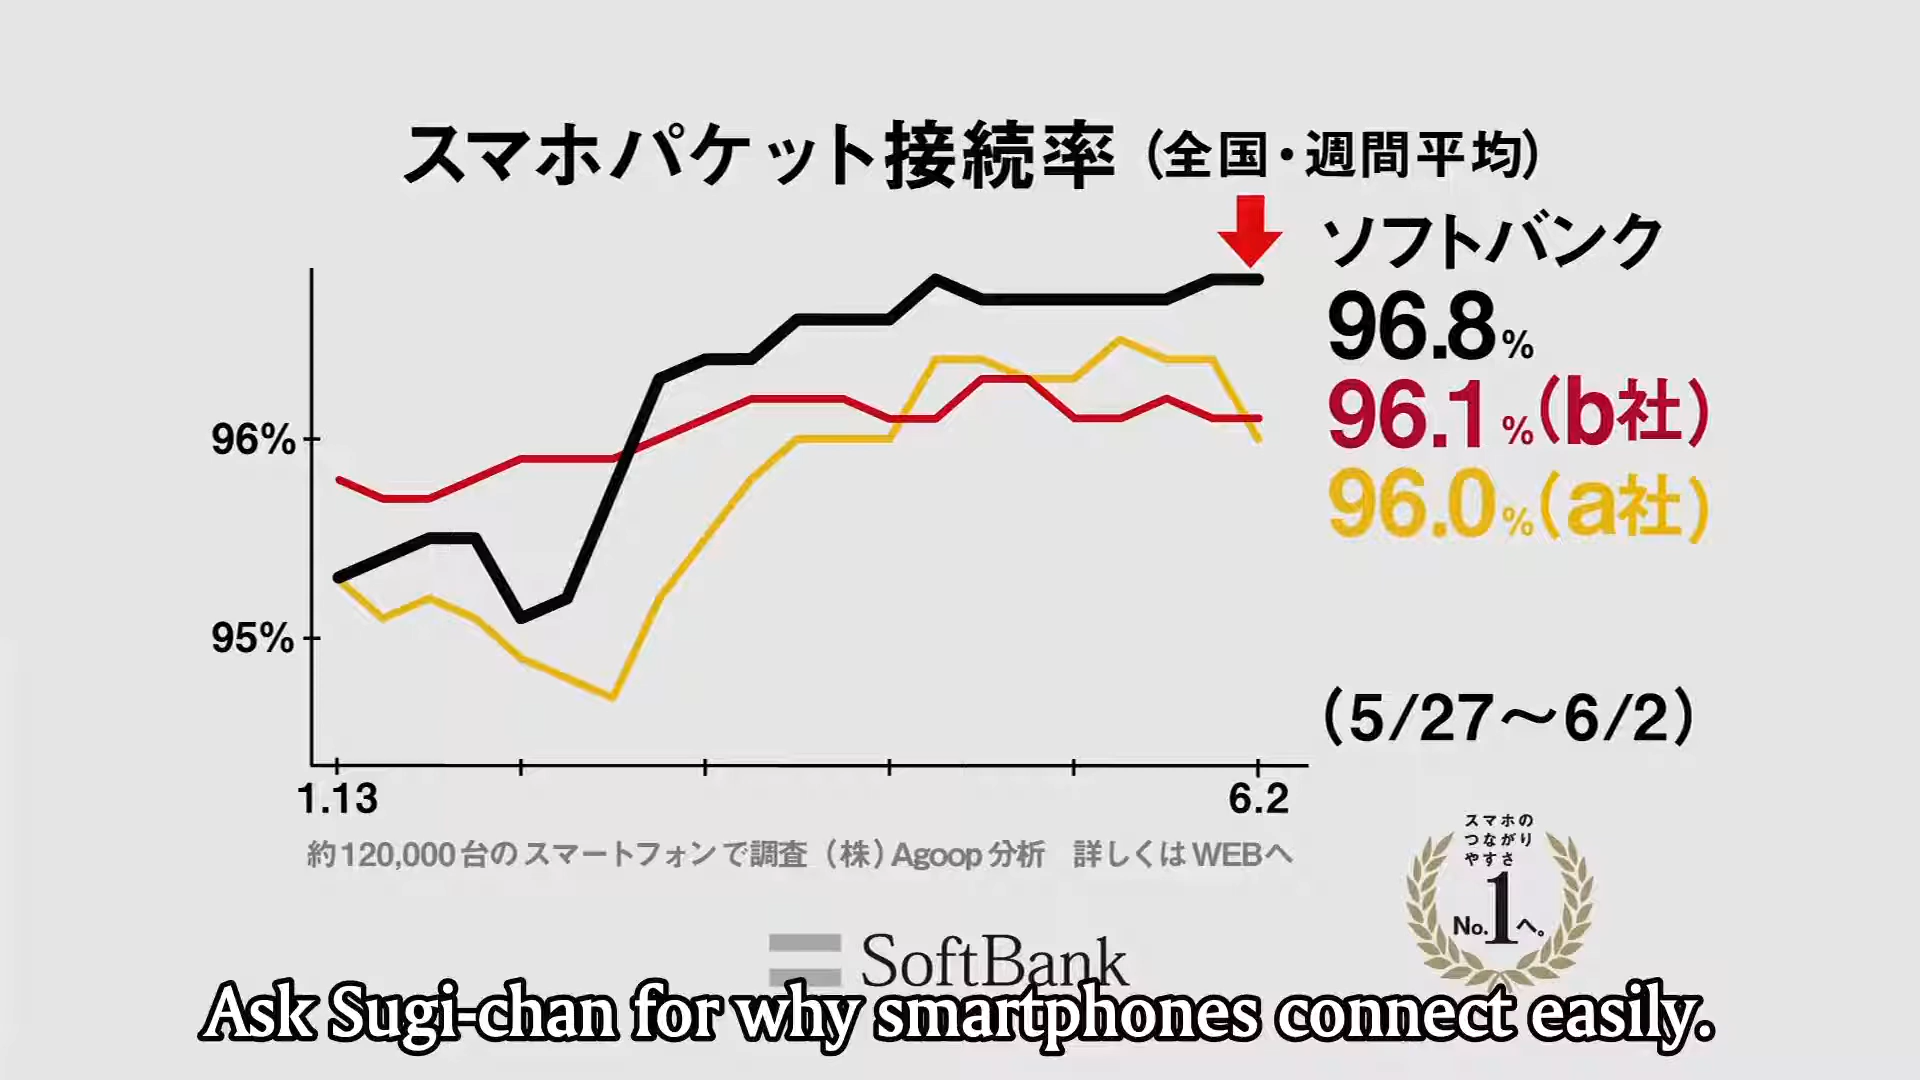 スマホパケット接続率（全国・週間平均）
ソフトバンク
96.8%
96.1%（b社）
96.0%（a社）
96%
95%
（5/27～6/2）
1.13
6.2
約120,000台のスマートフォンで調査（株）Agoop分析　詳しくはWEBへ
スマホの
つながり
やすさ
No.1へ。
SoftBank
Ask Sugi-chan for why smartphones connect easily.